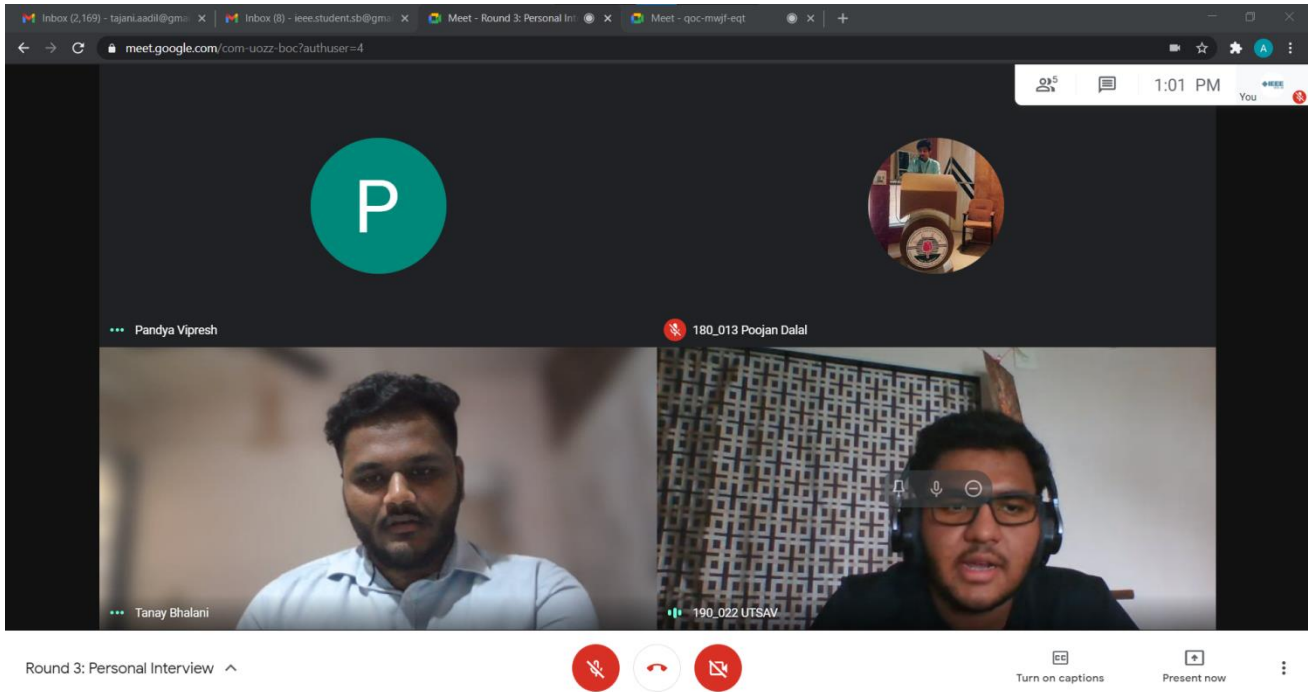 Inbox (2,169) - tajani.aadil@gma
Inbox (8) - ieee.student.sb@gma
Meet - Round 3: Personal Int
Meet - qoc-mwjf-eqt
meet.google.com/com-uozz-boc?authuser=4
A
5
1:01 PM
You
IEEE
P
Pandya Vipresh
180_013 Poojan Dalal
Tanay Bhalani
190_022 UTSAV
Round 3: Personal Interview
CC
Turn on captions
Present now